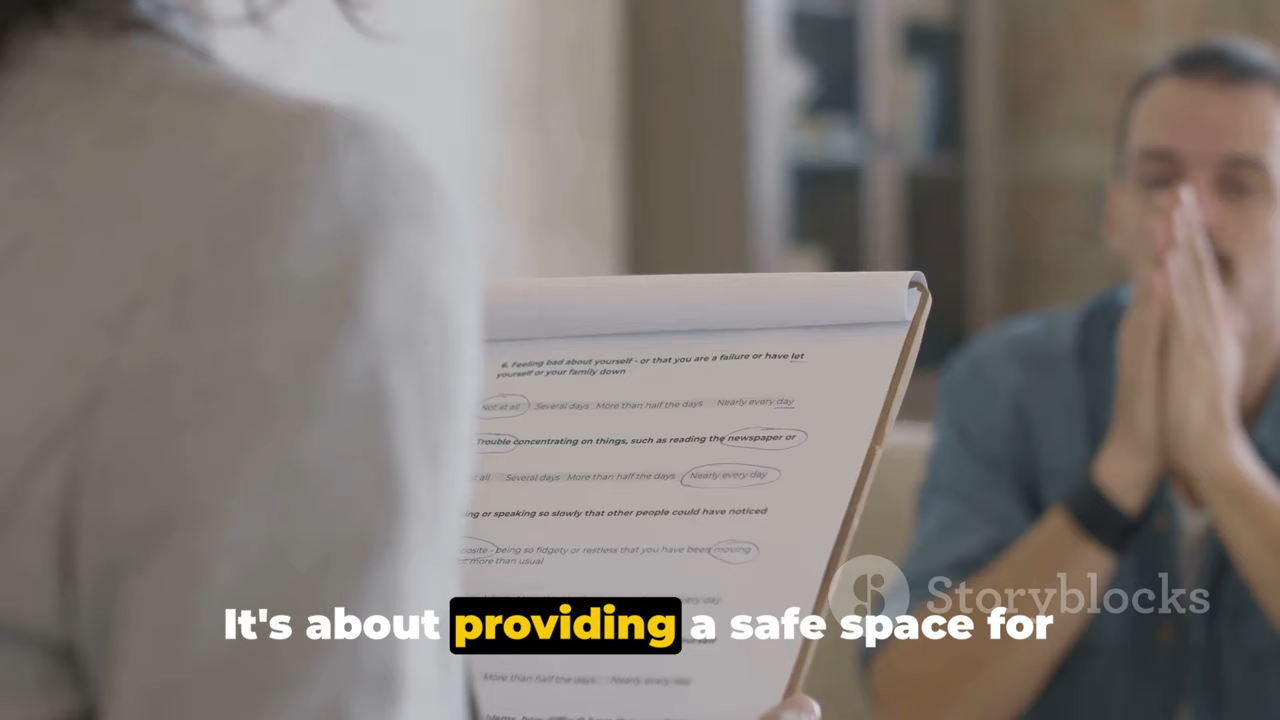 6. Feeling bad about yourself - or that you are a failure or have let
yourself or your family down
Not at all Several days More than half the days Nearly every day
Trouble concentrating on things, such as reading the newspaper or
all Several days More than half the days Nearly every day
ing or speaking so slowly that other people could have noticed
posite - being so fidgety or restless that you have been moving
more than usual
Storyblocks
It's about providing a safe space for
More than half the days Nearly every day